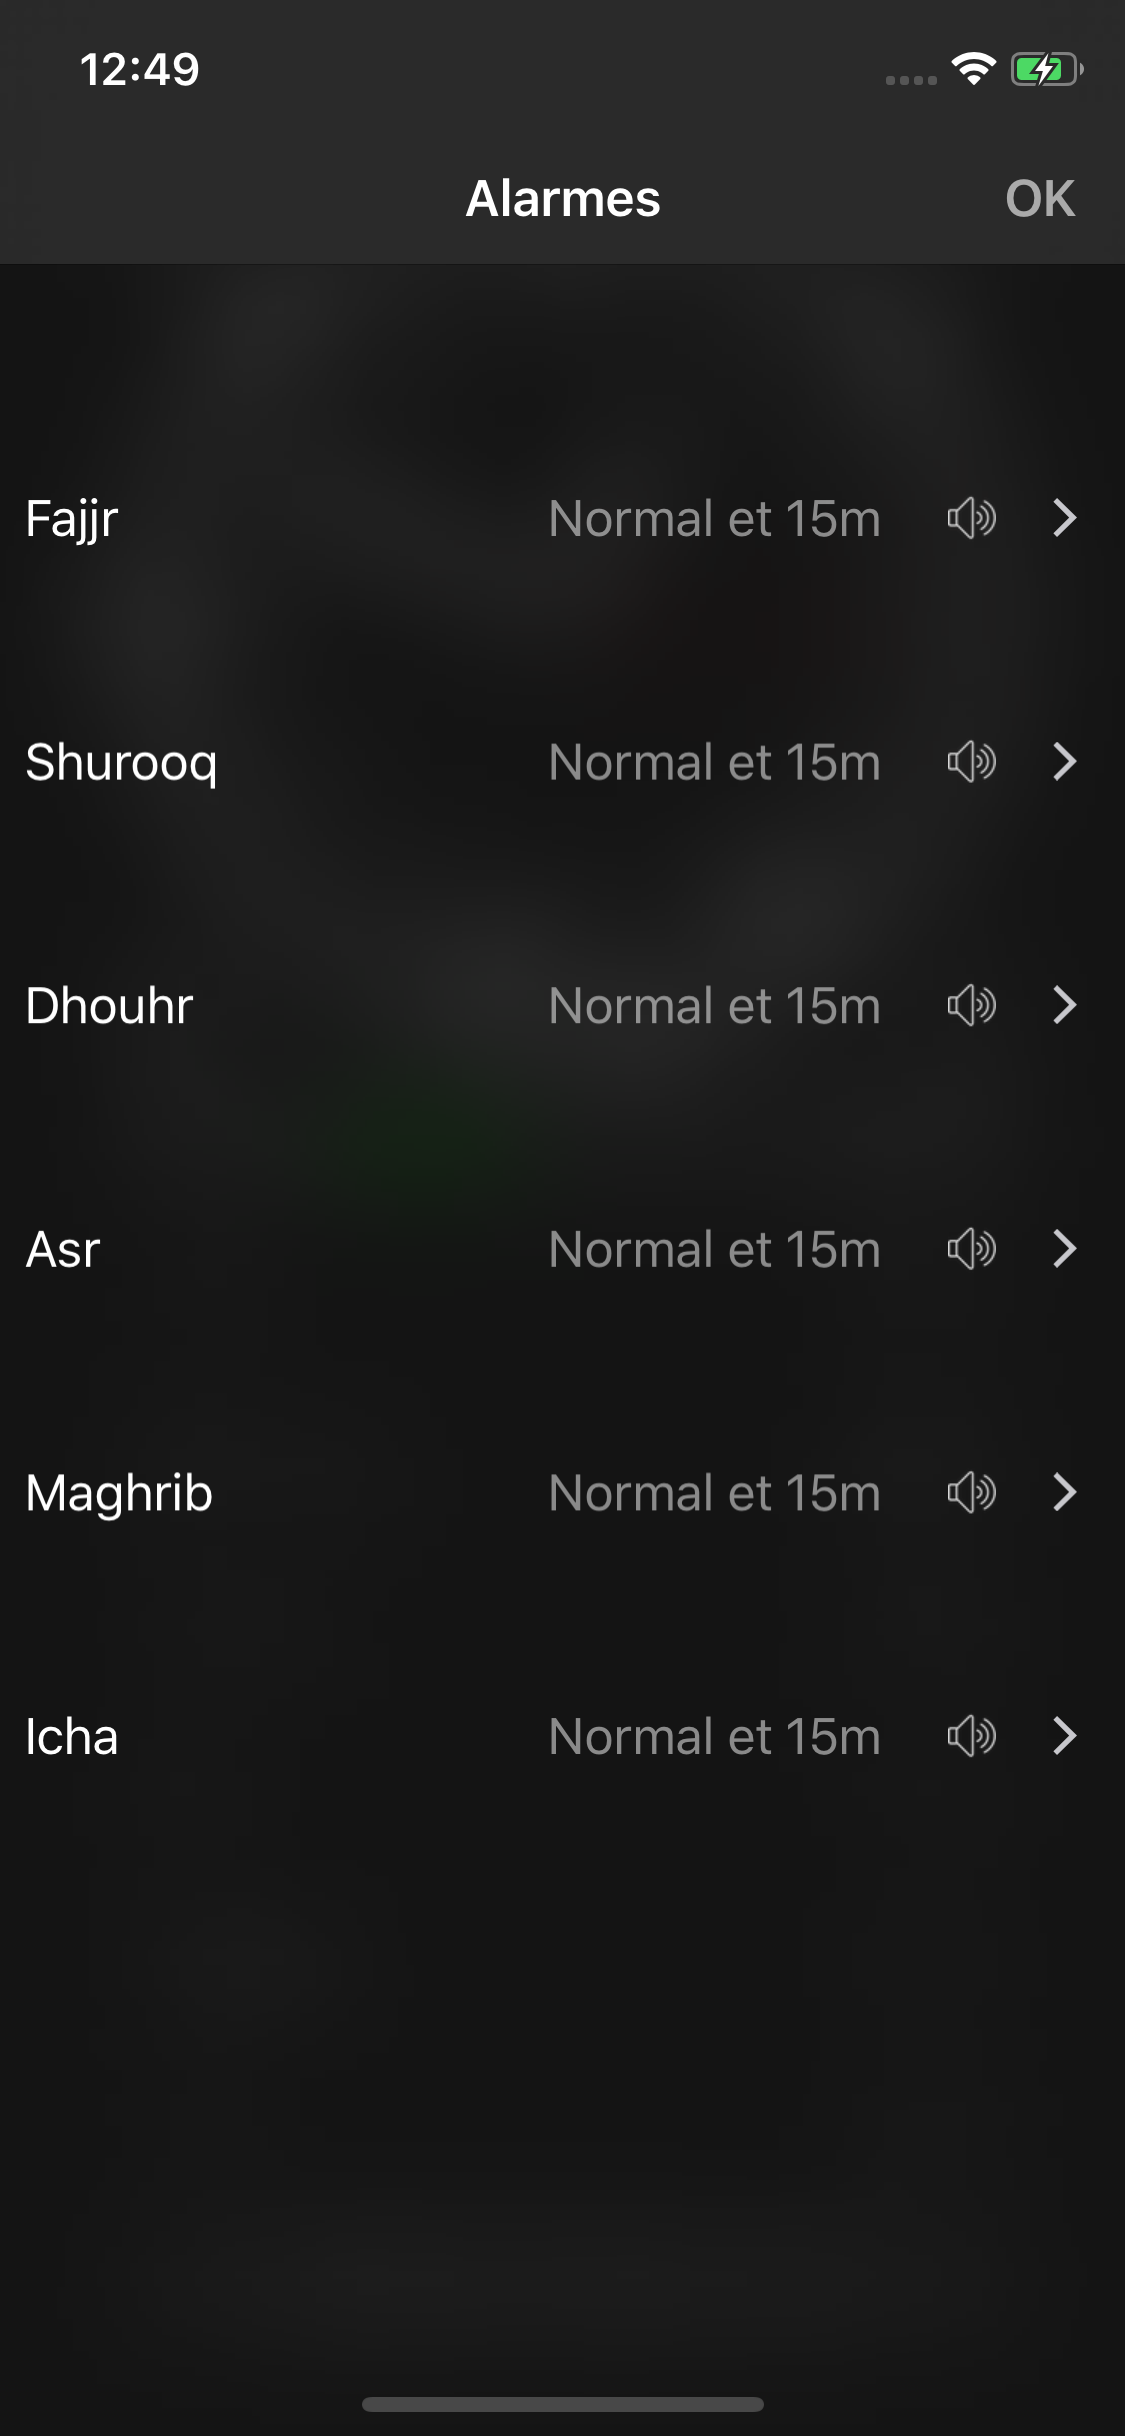 12:49
Alarmes OK
Fajjr Normal et 15m
Shurooq Normal et 15m
Dhouhr Normal et 15m
Asr Normal et 15m
Maghrib Normal et 15m
Icha Normal et 15m